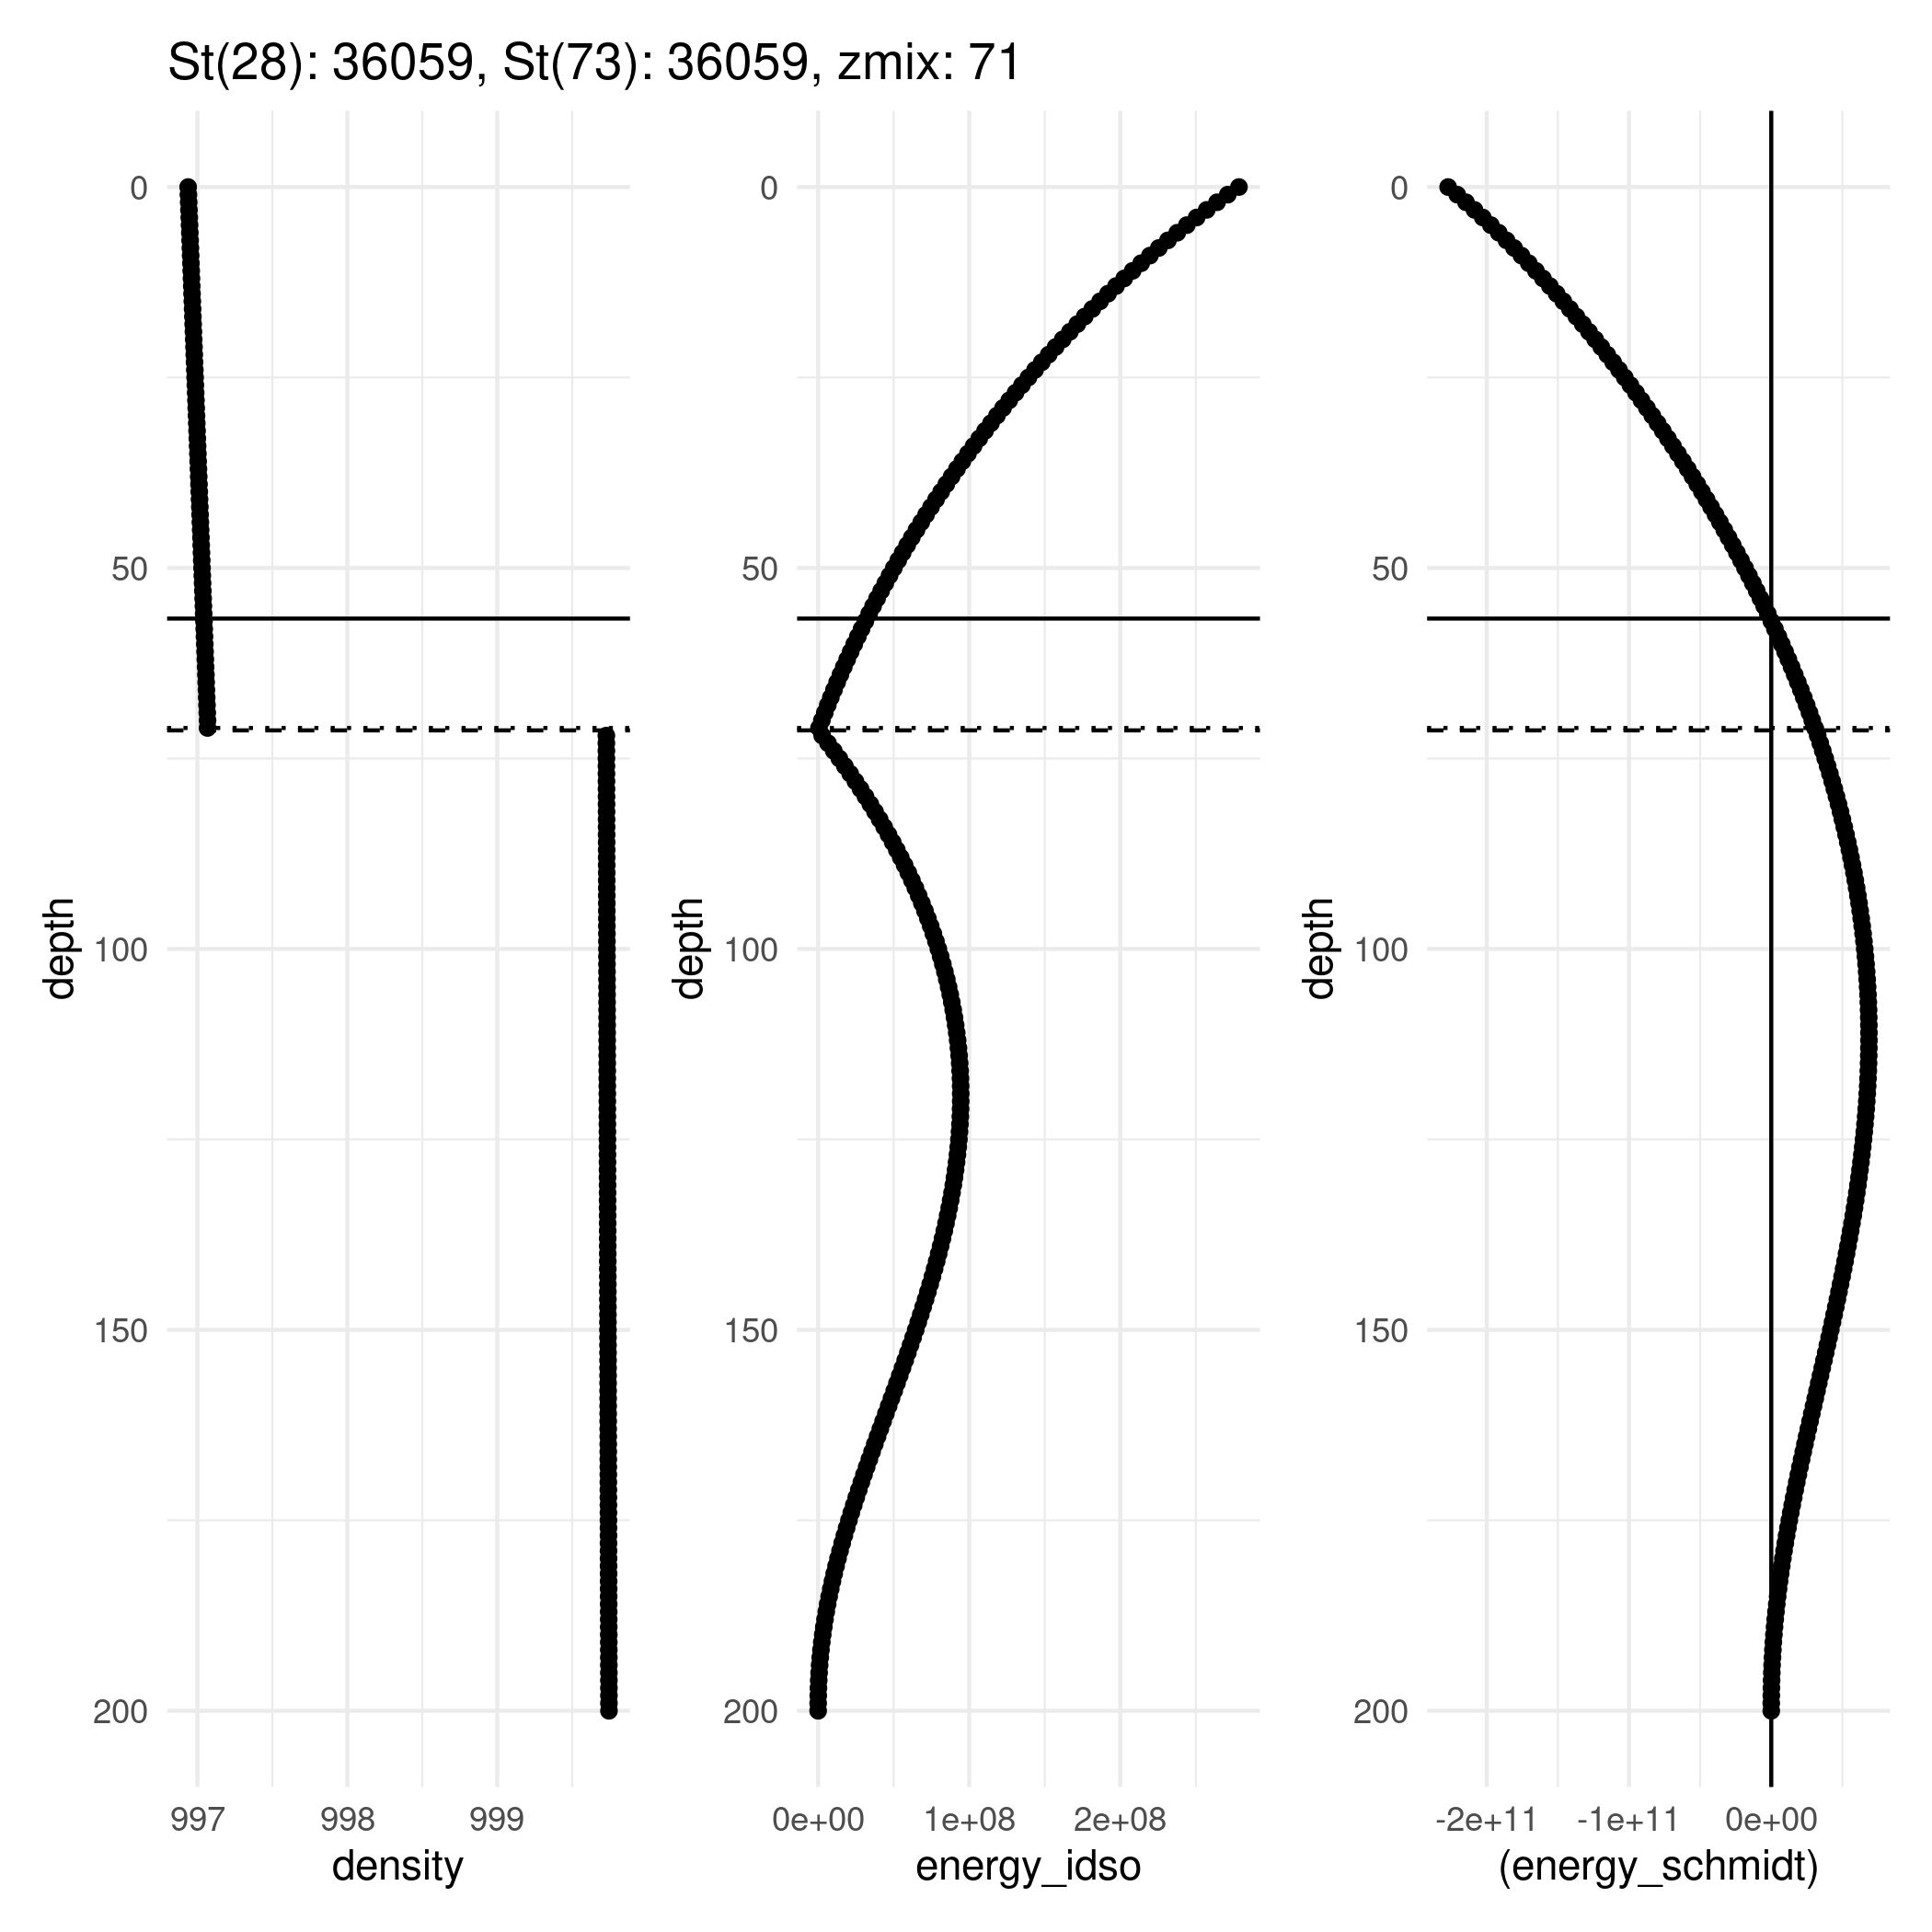 St(28): 36059, St(73): 36059, zmix: 71
0
50
100
150
200
depth
997
998
999
density
0
50
100
150
200
depth
0e+00
1e+08
2e+08
energy_idso
0
50
100
150
200
depth
-2e+11
-1e+11
0e+00
(energy_schmidt)